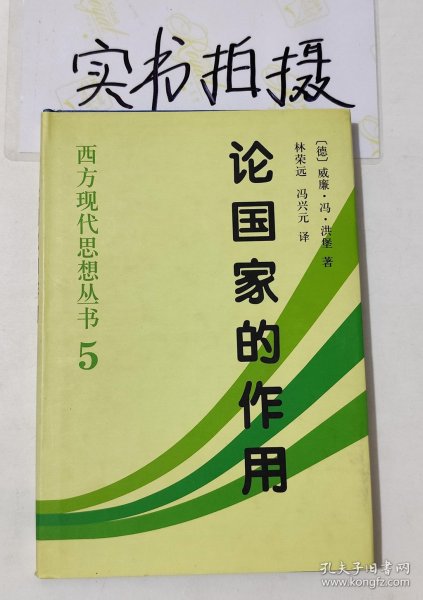 实书拍摄
论国家的作用
〔德〕威廉·冯·洪堡 著
林荣远 冯兴元 译
西方现代思想丛书 5
孔夫子旧书网
www.kongfz.com